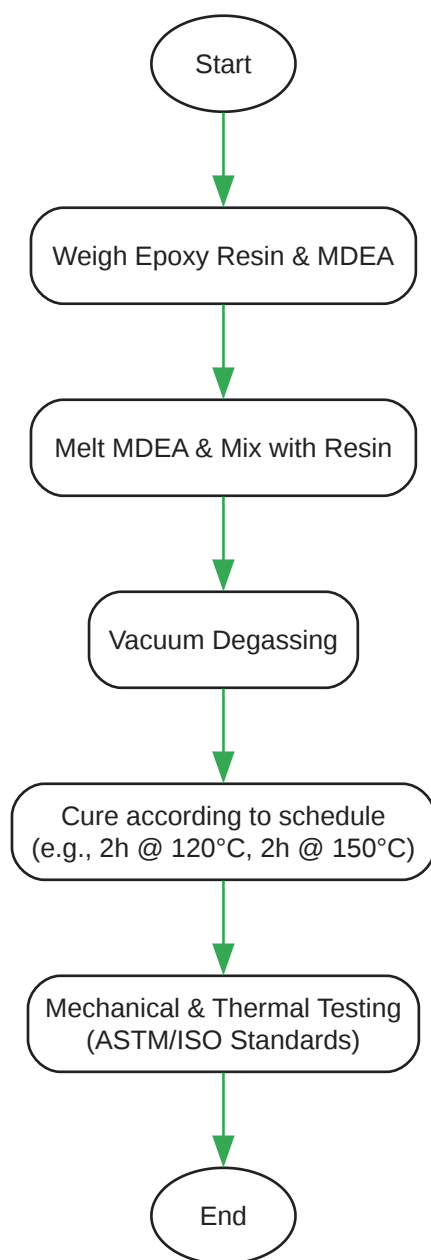 Start
Weigh Epoxy Resin & MDEA
Melt MDEA & Mix with Resin
Vacuum Degassing
Cure according to schedule
(e.g., 2h @ 120°C, 2h @ 150°C)
Mechanical & Thermal Testing
(ASTM/ISO Standards)
End